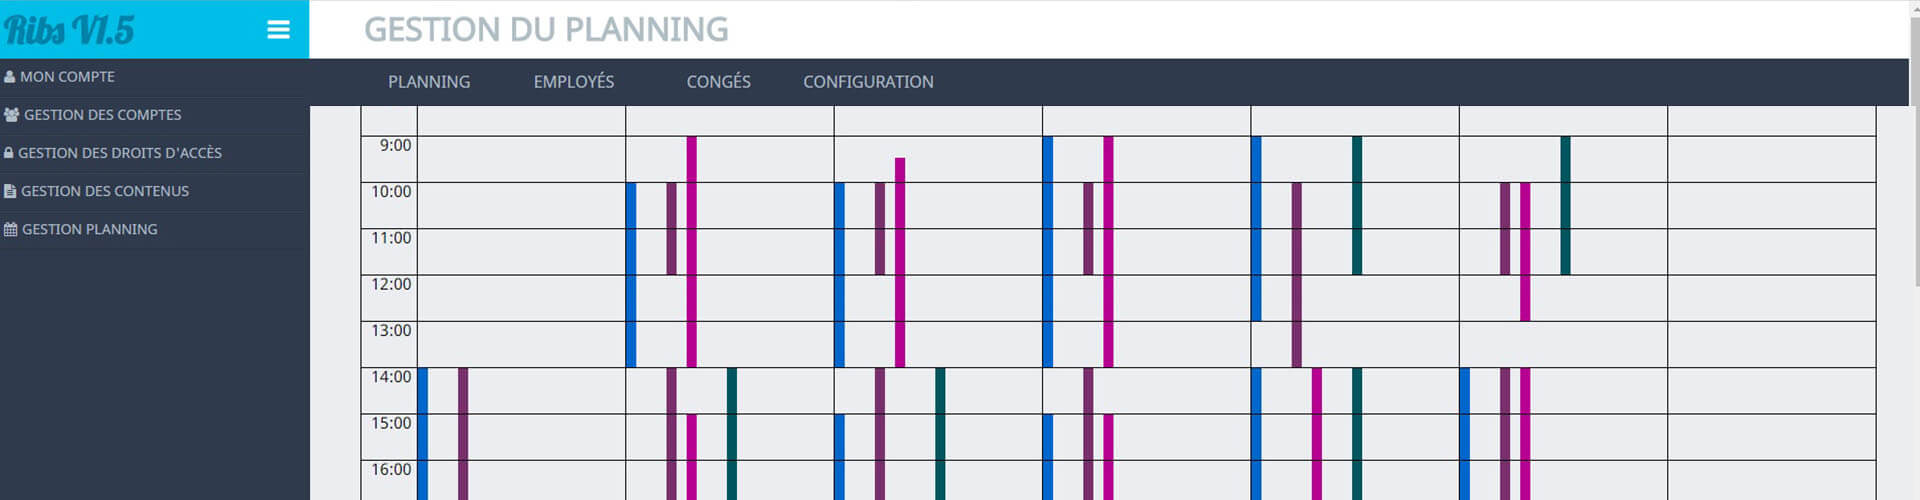 Ribs V1.5
GESTION DU PLANNING
MON COMPTE
GESTION DES COMPTES
GESTION DES DROITS D'ACCÈS
GESTION DES CONTENUS
GESTION PLANNING
PLANNING EMPLOYÉS CONGÉS CONFIGURATION
9:00
10:00
11:00
12:00
13:00
14:00
15:00
16:00